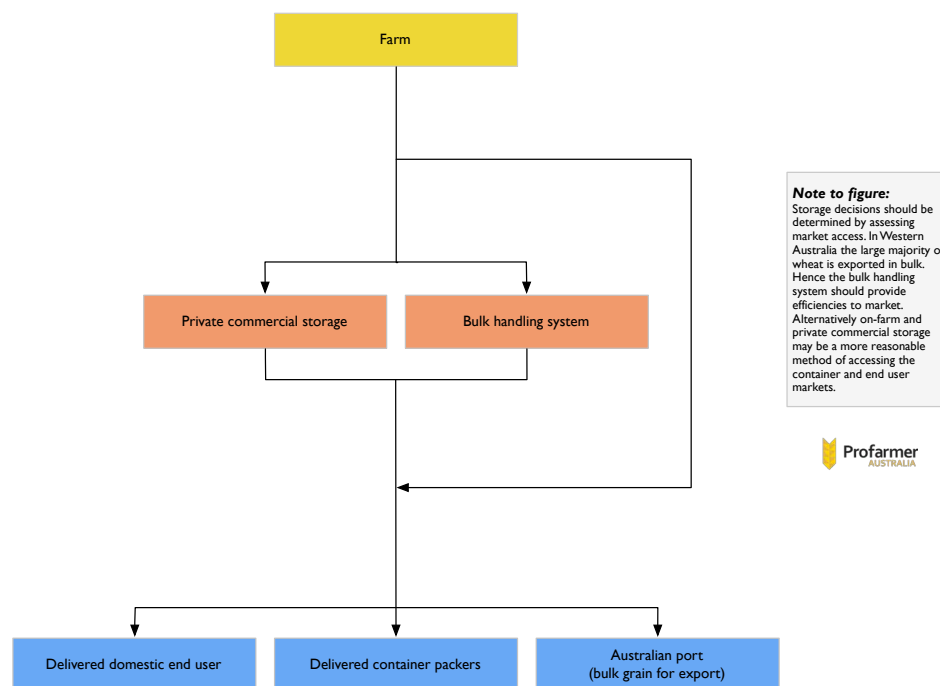 Farm
Private commercial storage
Bulk handling system
Note to figure:
Storage decisions should be
determined by assessing
market access. In Western
Australia the large majority o
wheat is exported in bulk.
Hence the bulk handling
system should provide
efficiencies to market.
Alternatively on-farm and
private commercial storage
may be a more reasonable
method of accessing the
container and end user
markets.
Profarmer
AUSTRALIA
Delivered domestic end user
Delivered container packers
Australian port
(bulk grain for export)